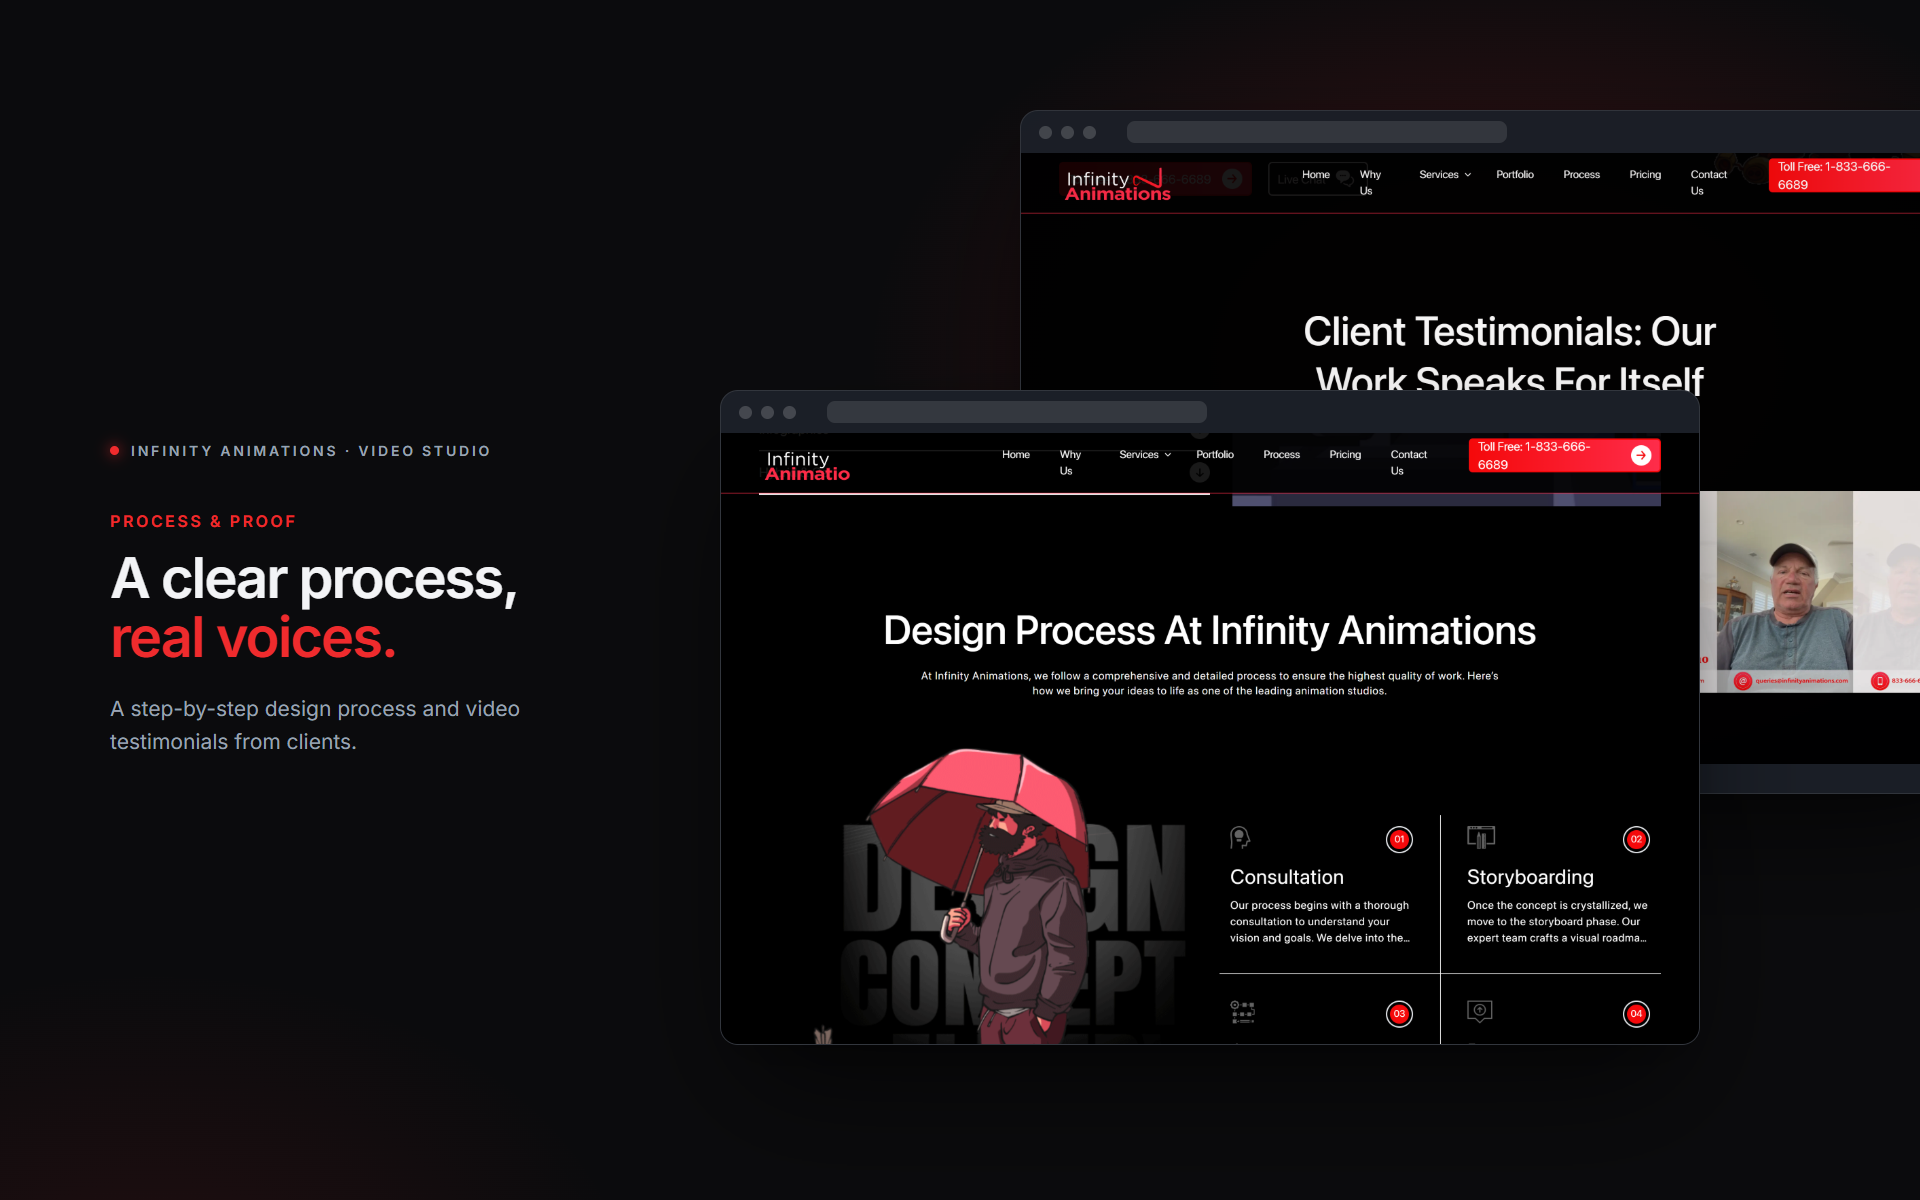 INFINITY ANIMATIONS · VIDEO STUDIO
PROCESS & PROOF
A clear process,
real voices.
A step-by-step design process and video
testimonials from clients.
Infinity
Animations
Home
Why
Us
Services
Portfolio
Process
Pricing
Contact
Us
Toll Free: 1-833-666-
6689
Client Testimonials: Our
Work Speaks For Itself
queries@infinityanimations.com
Infinity
Animatio
Home
Why
Us
Services
Portfolio
Process
Pricing
Contact
Us
Toll Free: 1-833-666-
6689
Design Process At Infinity Animations
At Infinity Animations, we follow a comprehensive and detailed process to ensure the highest quality of work. Here's
how we bring your ideas to life as one of the leading animation studios.
DESIGN
CONCEPT
01
Consultation
Our process begins with a thorough
consultation to understand your
vision and goals. We delve into the...
02
Storyboarding
Once the concept is crystallized, we
move to the storyboard phase. Our
expert team crafts a visual roadma...
03
04